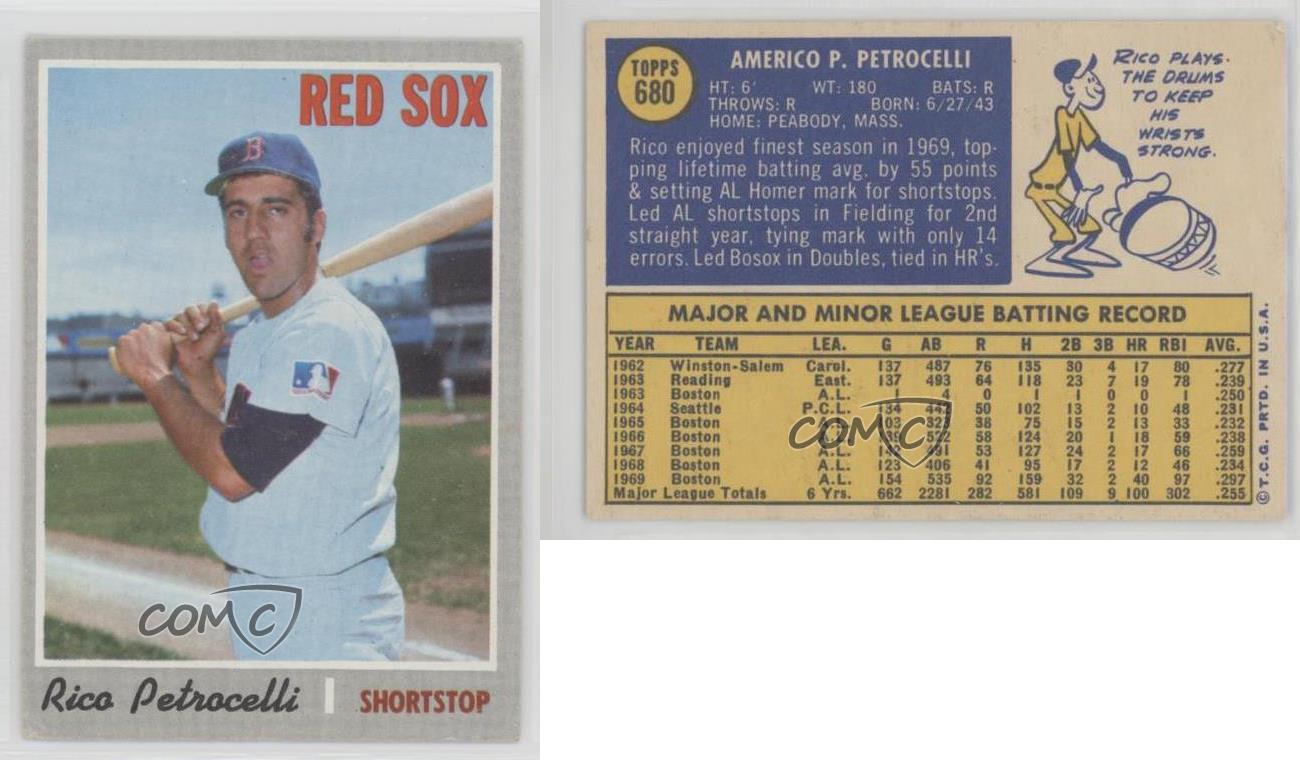 RED SOX
B
COMC
Rico Petrocelli
SHORTSTOP
TOPPS
680
AMERICO P. PETROCELLI
HT: 6' WT: 180 BATS: R
THROWS: R BORN: 6/27/43
HOME: PEABODY, MASS.
Rico enjoyed finest season in 1969, top-
ping lifetime batting avg. by 55 points
& setting AL Homer mark for shortstops.
Led AL shortstops in Fielding for 2nd
straight year, tying mark with only 14
errors. Led Bosox in Doubles, tied in HR's.
RICO PLAYS
THE DRUMS
TO KEEP
HIS
WRISTS
STRONG.
MAJOR AND MINOR LEAGUE BATTING RECORD
YEAR TEAM LEA. G AB R H 2B 3B HR RBI AVG.
1962 Winston-Salem Carol. 137 487 76 135 30 4 17 80 .277
1963 Reading East. 137 493 64 118 23 7 19 78 .239
1963 Boston A.L. 1 4 0 1 1 0 0 1 .250
1964 Seattle P.C.L. 134 50 102 13 2 10 48 .231
1965 Boston A.L. 103 323 38 75 15 2 13 33 .232
1966 Boston 522 58 124 20 1 18 59 .238
1967 Boston A.L. 142 491 53 127 24 2 17 66 .259
1968 Boston A.L. 123 406 41 95 17 2 12 46 .234
1969 Boston A.L. 154 535 92 159 32 2 40 97 .297
Major League Totals 6 Yrs. 662 2281 282 581 109 9 100 302 .255
COMC
© T.C.G. PRTD. IN U.S.A.